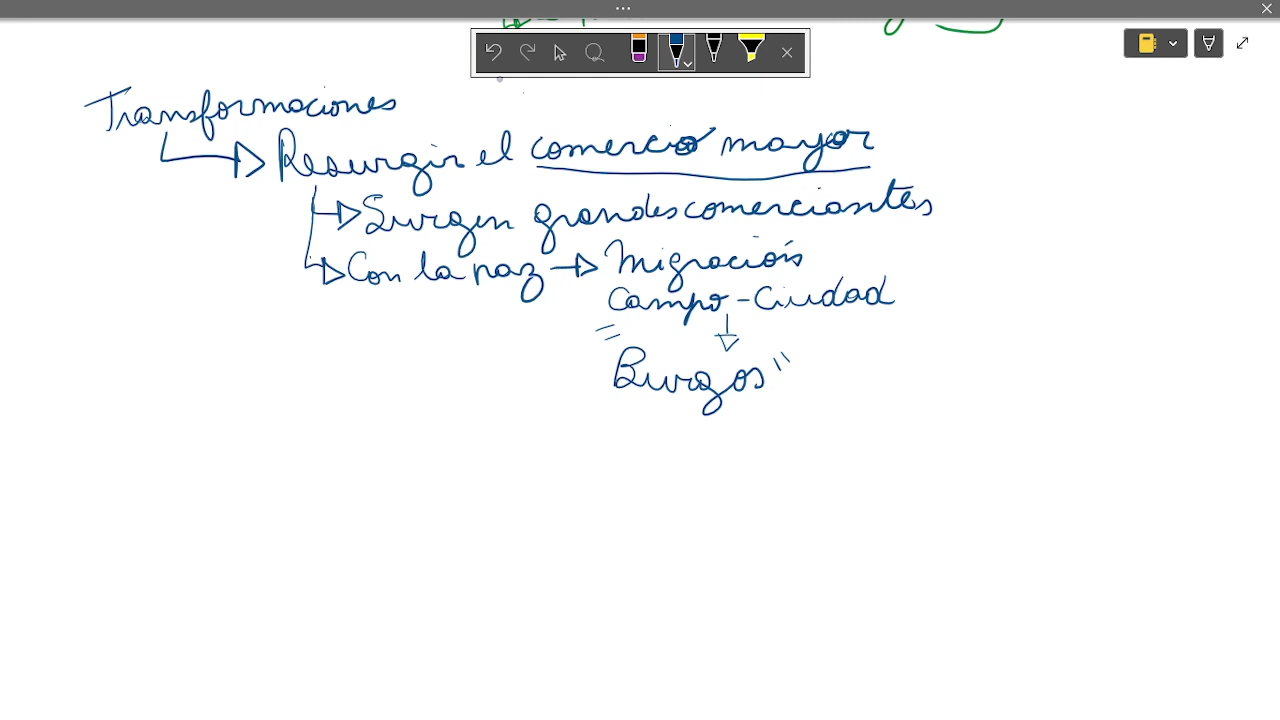 Transformaciones
Resurgir el comercio mayor
Surgen grandes comerciantes
Con la paz → Migración
Campo - Ciudad
"Burgos"